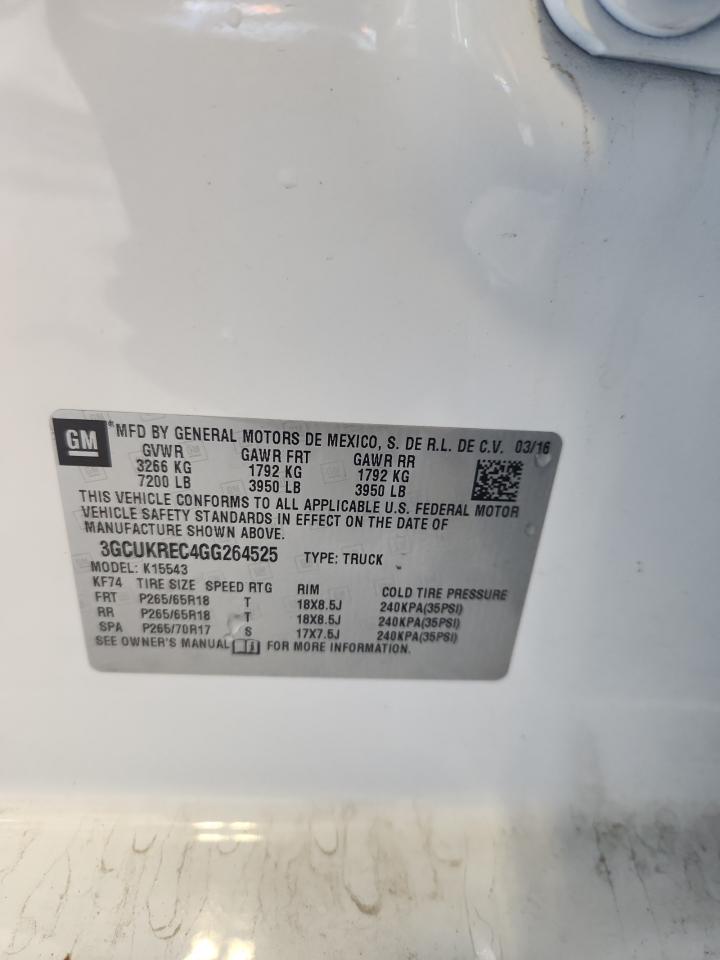 GM MFD BY GENERAL MOTORS DE MEXICO, S. DE R.L. DE C.V. 03/16
GVWR GAWR FRT GAWR RR
3266 KG 1792 KG 1792 KG
7200 LB 3950 LB 3950 LB
THIS VEHICLE CONFORMS TO ALL APPLICABLE U.S. FEDERAL MOTOR
VEHICLE SAFETY STANDARDS IN EFFECT ON THE DATE OF
MANUFACTURE SHOWN ABOVE.
3GCUKREC4GG264525 TYPE: TRUCK
MODEL: K15543
KF74 TIRE SIZE SPEED RTG RIM COLD TIRE PRESSURE
FRT P265/65R18 T 18X8.5J 240KPA(35PSI)
RR P265/65R18 T 18X8.5J 240KPA(35PSI)
SPA P265/70R17 S 17X7.5J 240KPA(35PSI)
SEE OWNER'S MANUAL FOR MORE INFORMATION.